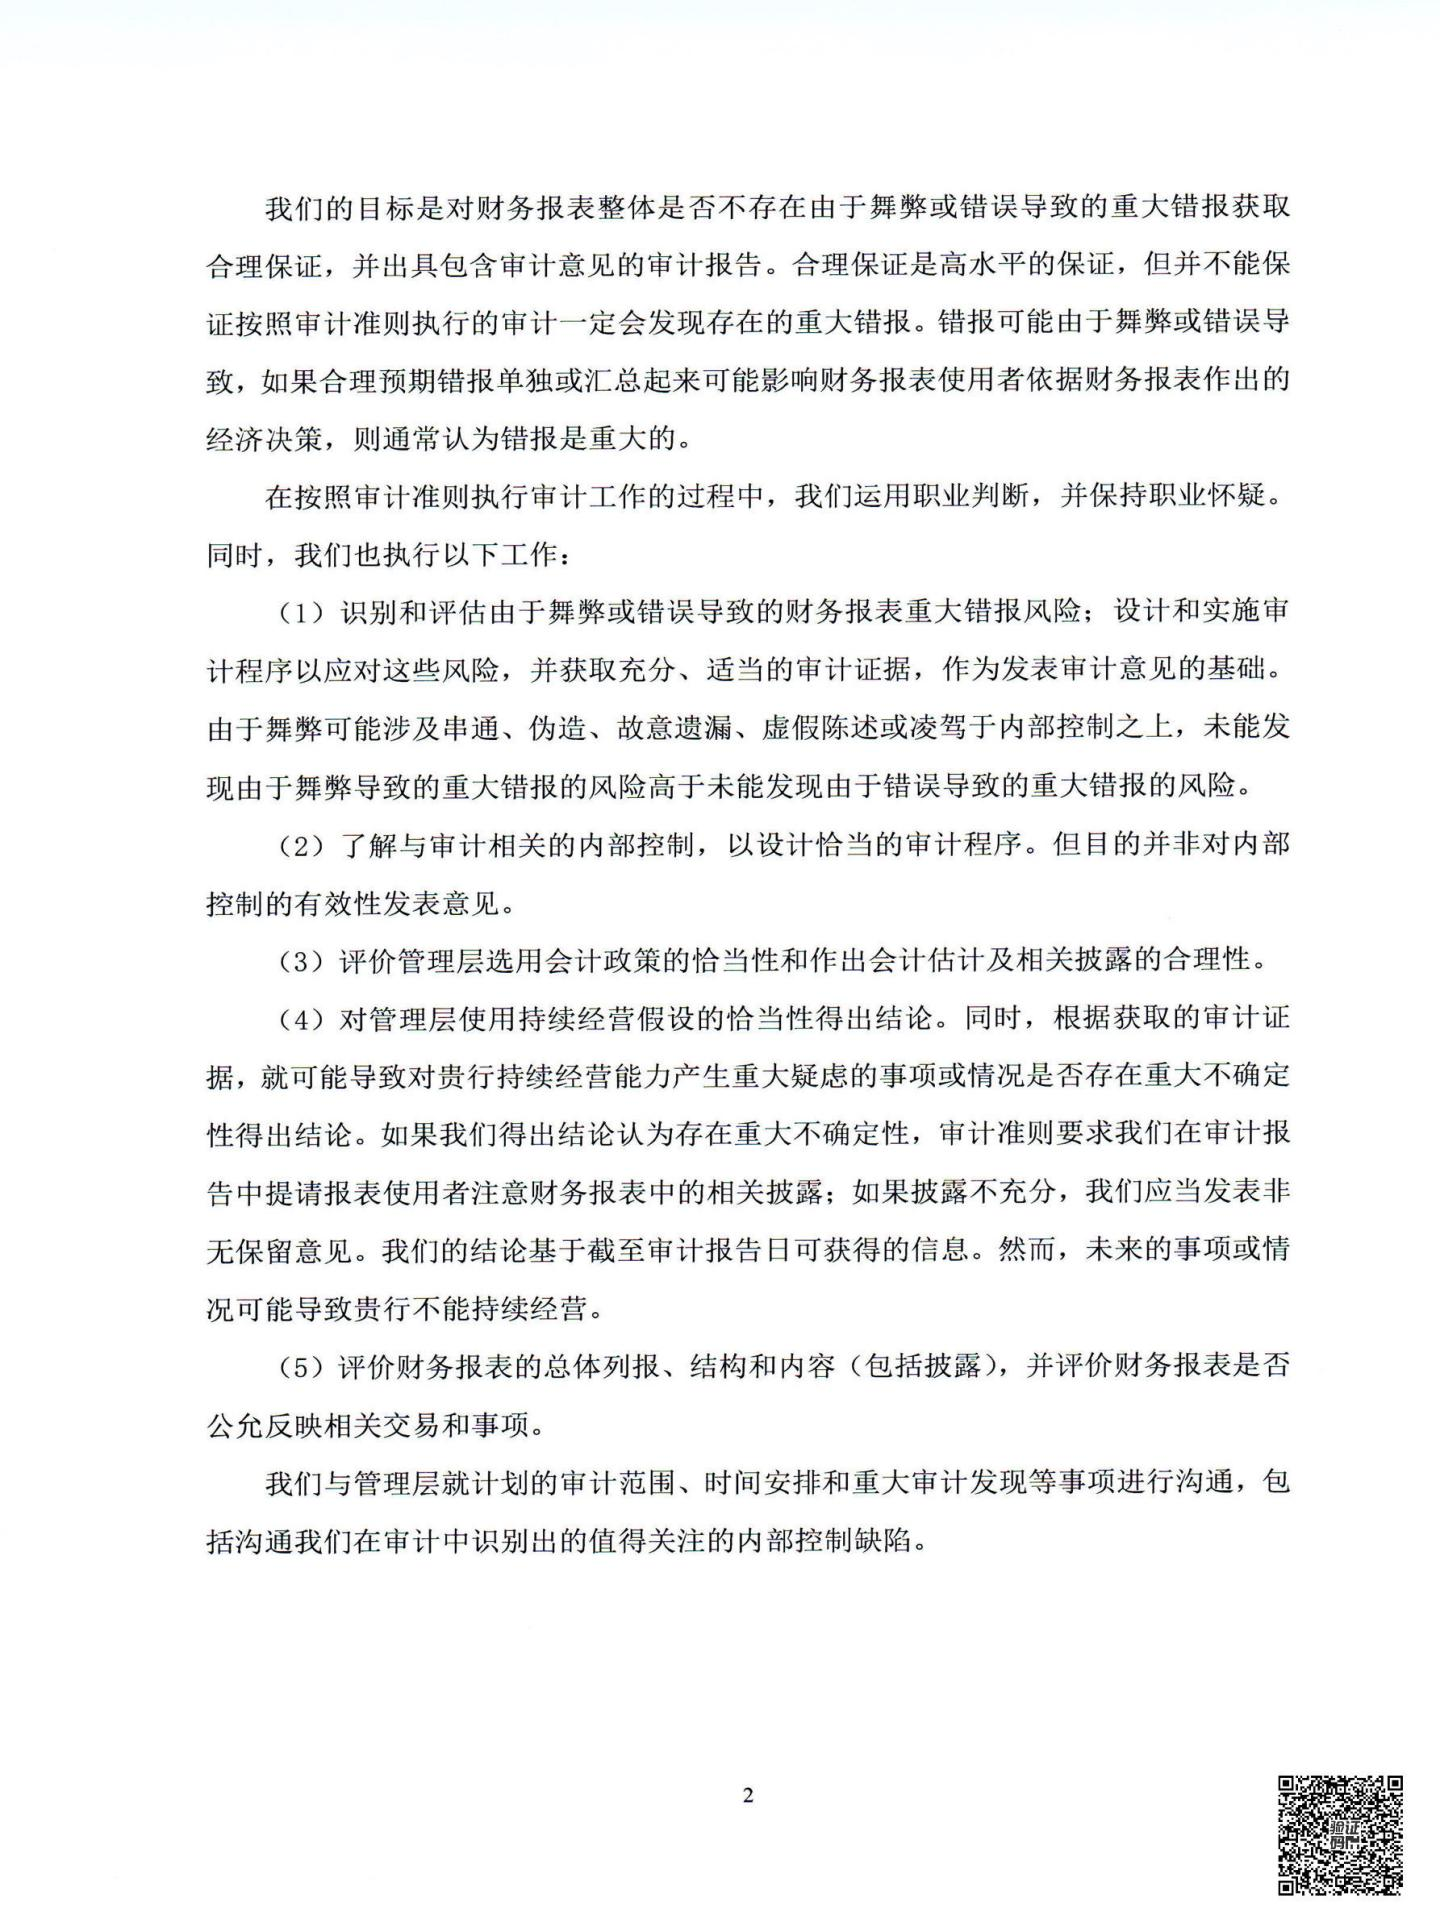 我们的目标是对财务报表整体是否不存在由于舞弊或错误导致的重大错报获取
合理保证，并出具包含审计意见的审计报告。合理保证是高水平的保证，但并不能保
证按照审计准则执行的审计一定会发现存在的重大错报。错报可能由于舞弊或错误导
致，如果合理预期错报单独或汇总起来可能影响财务报表使用者依据财务报表作出的
经济决策，则通常认为错报是重大的。
在按照审计准则执行审计工作的过程中，我们运用职业判断，并保持职业怀疑。
同时，我们也执行以下工作：
（1）识别和评估由于舞弊或错误导致的财务报表重大错报风险；设计和实施审
计程序以应对这些风险，并获取充分、适当的审计证据，作为发表审计意见的基础。
由于舞弊可能涉及串通、伪造、故意遗漏、虚假陈述或凌驾于内部控制之上，未能发
现由于舞弊导致的重大错报的风险高于未能发现由于错误导致的重大错报的风险。
（2）了解与审计相关的内部控制，以设计恰当的审计程序。但目的并非对内部
控制的有效性发表意见。
（3）评价管理层选用会计政策的恰当性和作出会计估计及相关披露的合理性。
（4）对管理层使用持续经营假设的恰当性得出结论。同时，根据获取的审计证
据，就可能导致对贵行持续经营能力产生重大疑虑的事项或情况是否存在重大不确定
性得出结论。如果我们得出结论认为存在重大不确定性，审计准则要求我们在审计报
告中提请报表使用者注意财务报表中的相关披露；如果披露不充分，我们应当发表非
无保留意见。我们的结论基于截至审计报告日可获得的信息。然而，未来的事项或情
况可能导致贵行不能持续经营。
（5）评价财务报表的总体列报、结构和内容（包括披露），并评价财务报表是否
公允反映相关交易和事项。
我们与管理层就计划的审计范围、时间安排和重大审计发现等事项进行沟通，包
括沟通我们在审计中识别出的值得关注的内部控制缺陷。
2
验证
码